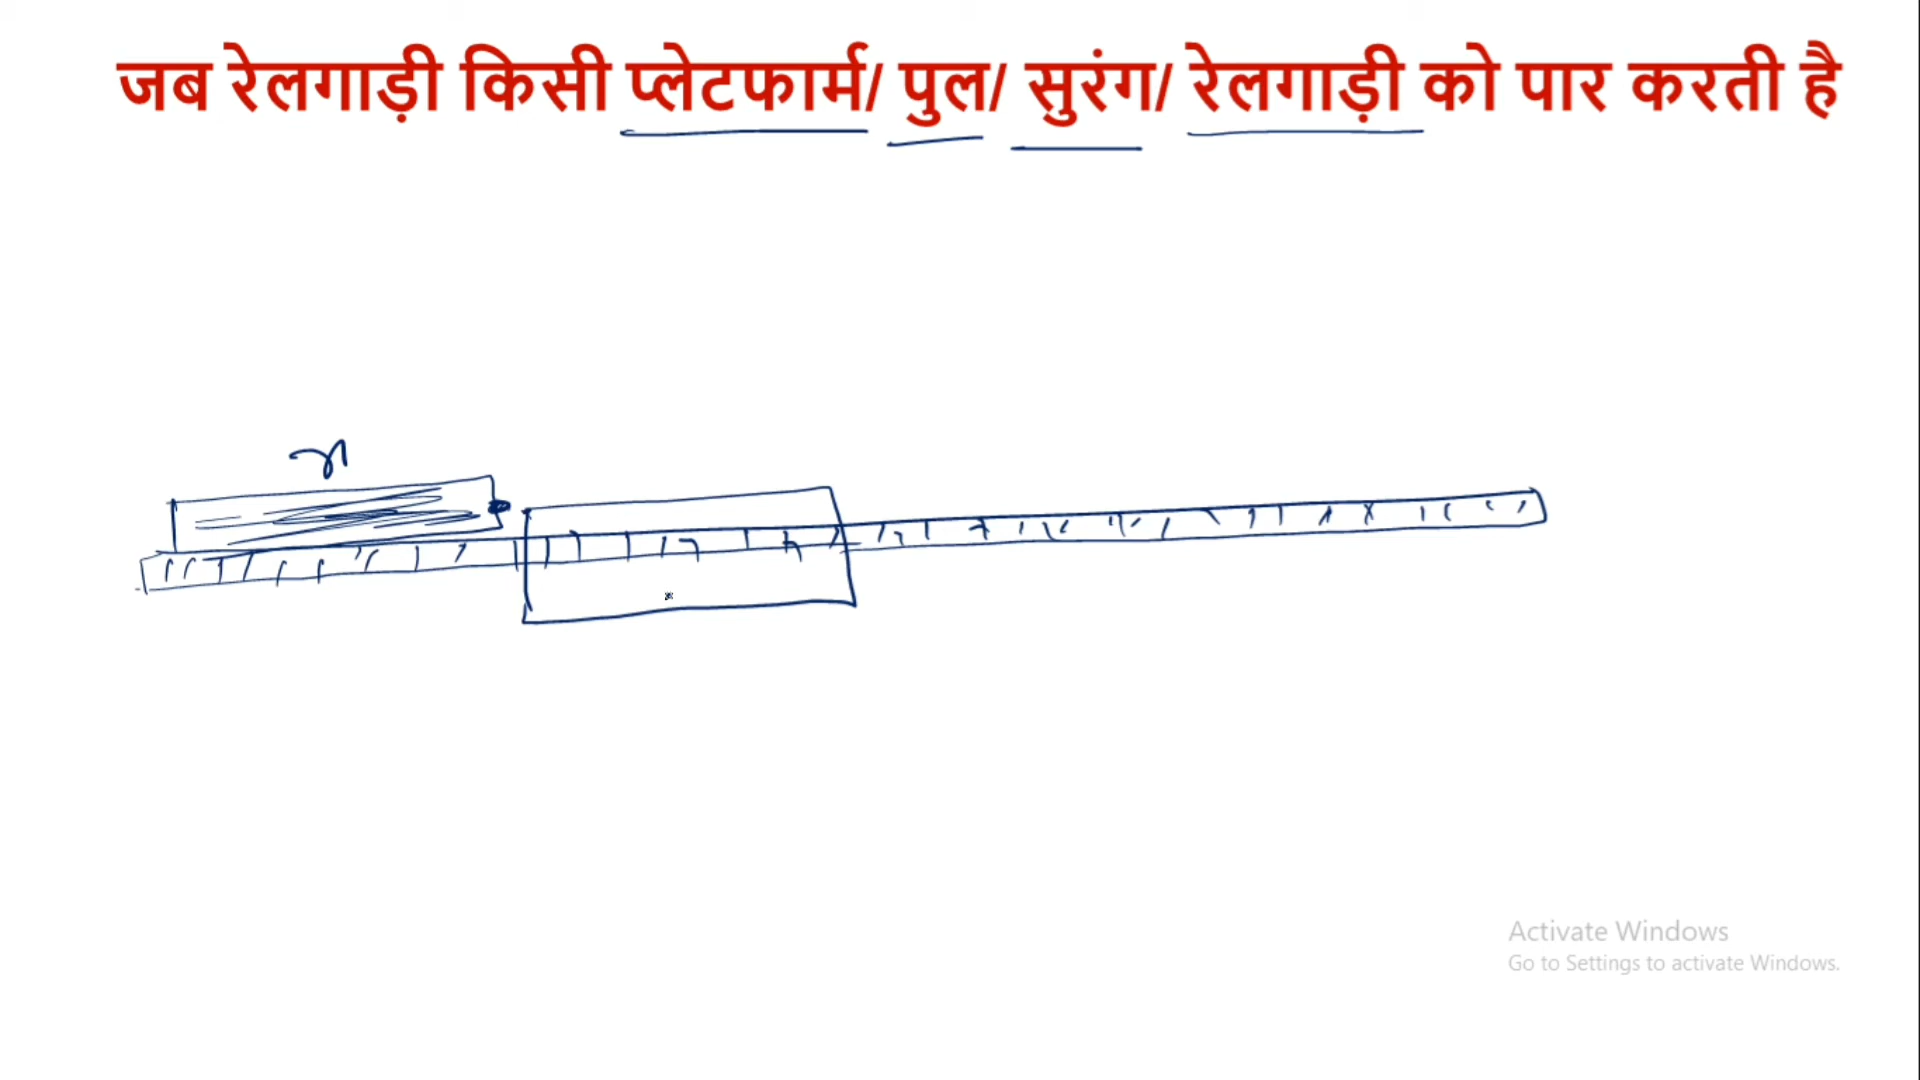 जब रेलगाड़ी किसी प्लेटफार्म/ पुल/ सुरंग/ रेलगाड़ी को पार करती है
x
Activate Windows
Go to Settings to activate Windows.